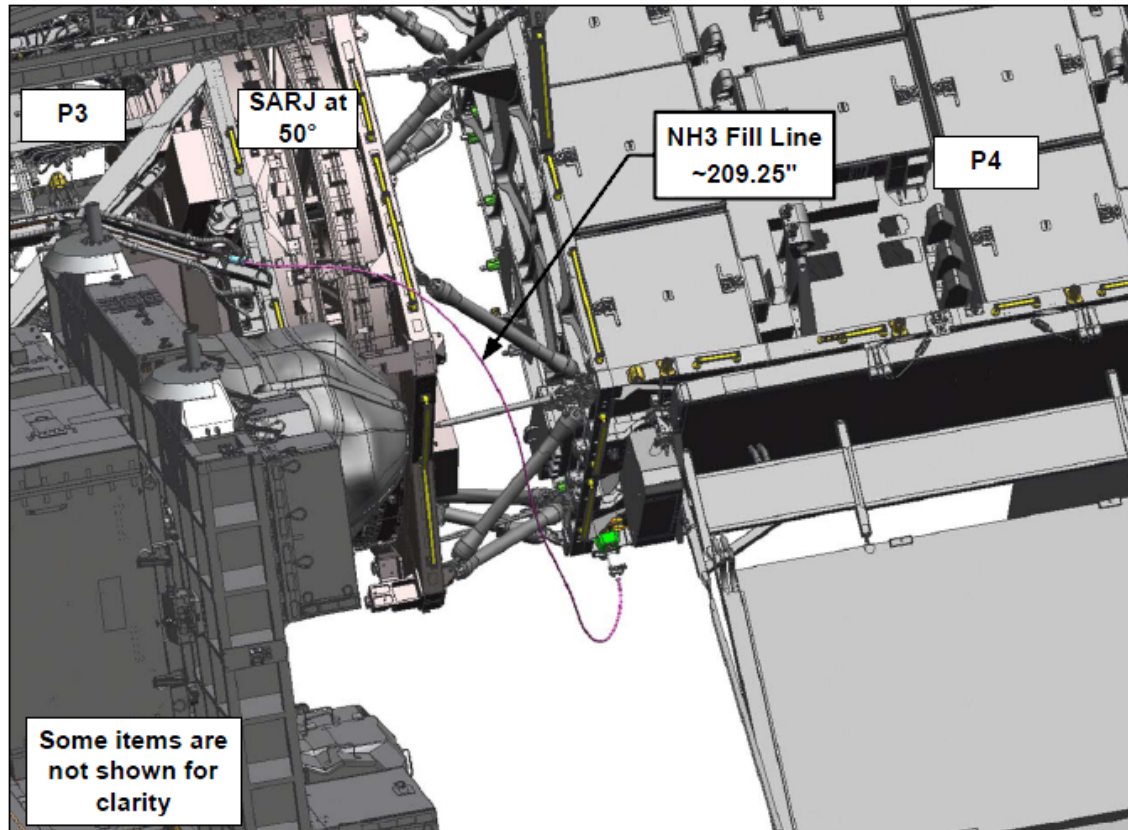 P3
SARJ at
50°
NH3 Fill Line
~209.25"
P4
Some items are
not shown for
clarity